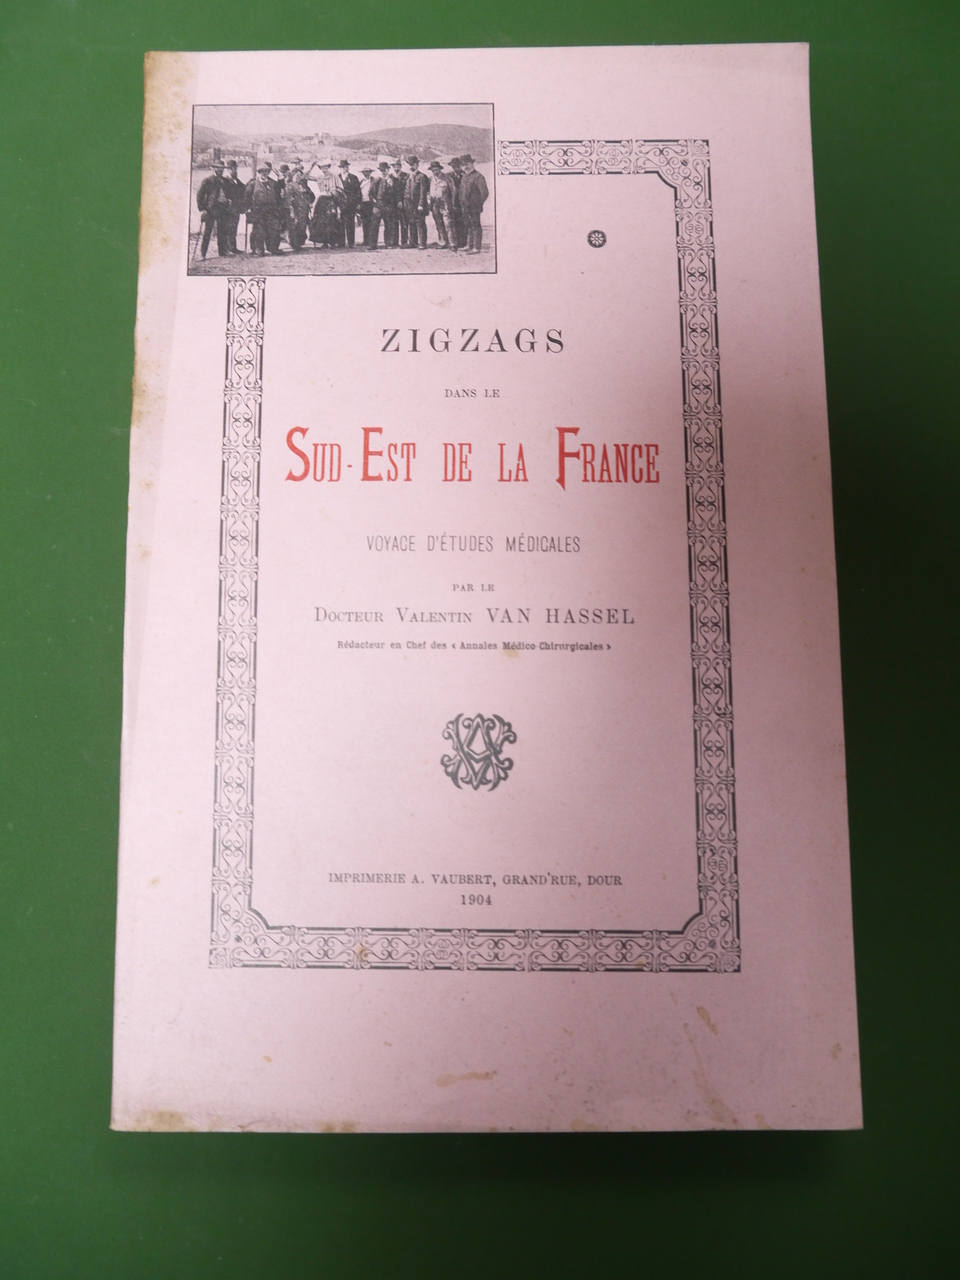 ZIGZAGS
DANS LE
SUD-EST DE LA FRANCE
VOYAGE D'ÉTUDES MÉDICALES
PAR LE
DOCTEUR VALENTIN VAN HASSEL
Rédacteur en Chef des « Annales Médico-Chirurgicales »
IMPRIMERIE A. VAUBERT, GRAND'RUE, DOUR
1904